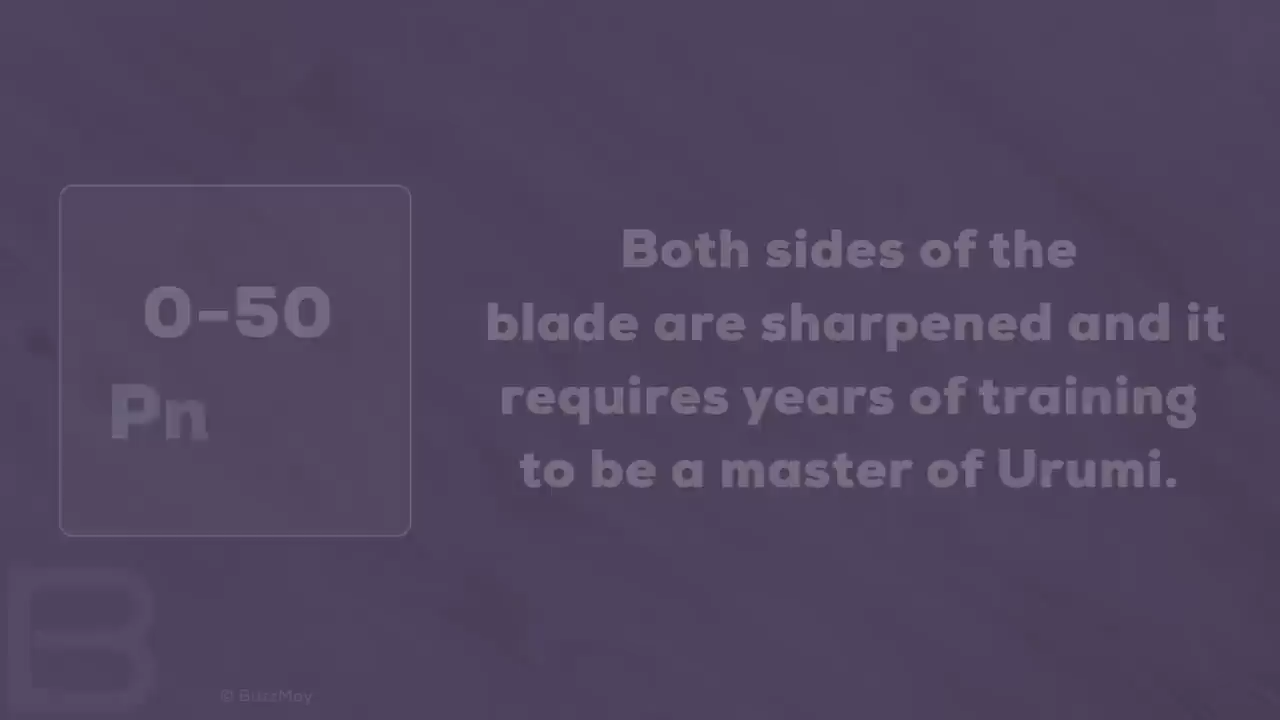 0-50
Pn
Both sides of the
blade are sharpened and it
requires years of training
to be a master of Urumi.
B
© BuzzMoy